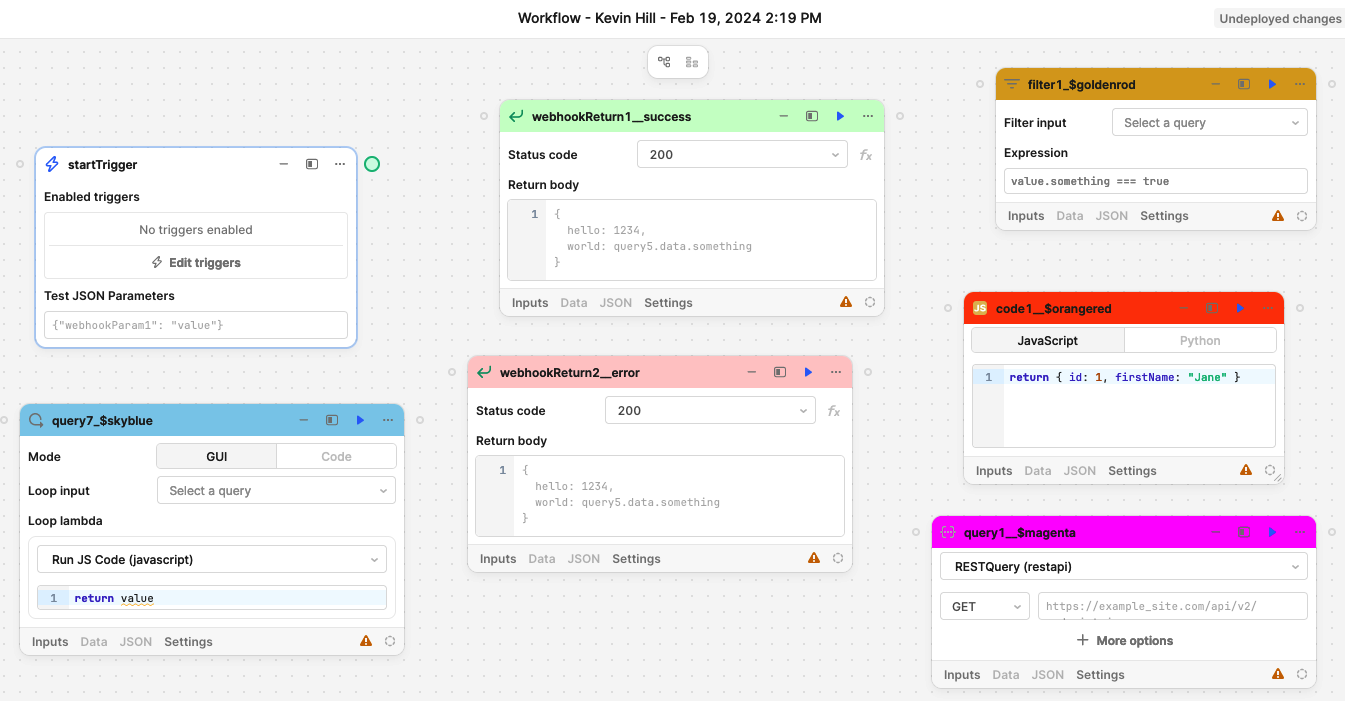 Workflow - Kevin Hill - Feb 19, 2024 2:19 PM
Undeployed changes
startTrigger
Enabled triggers
No triggers enabled
Edit triggers
Test JSON Parameters
{"webhookParam1": "value"}
query7_$skyblue
Mode
GUI
Code
Loop input
Select a query
Loop lambda
Run JS Code (javascript)
1
return value
Inputs Data JSON Settings
webhookReturn1__success
Status code
200
fx
Return body
1
{
hello: 1234,
world: query5.data.something
}
Inputs Data JSON Settings
webhookReturn2__error
Status code
200
fx
Return body
1
{
hello: 1234,
world: query5.data.something
}
Inputs Data JSON Settings
filter1_$goldenrod
Filter input
Select a query
Expression
value.something === true
Inputs Data JSON Settings
JS
code1__$orangered
JavaScript
Python
1
return { id: 1, firstName: "Jane" }
Inputs Data JSON Settings
query1__$magenta
RESTQuery (restapi)
GET
https://example_site.com/api/v2/
More options
Inputs Data JSON Settings